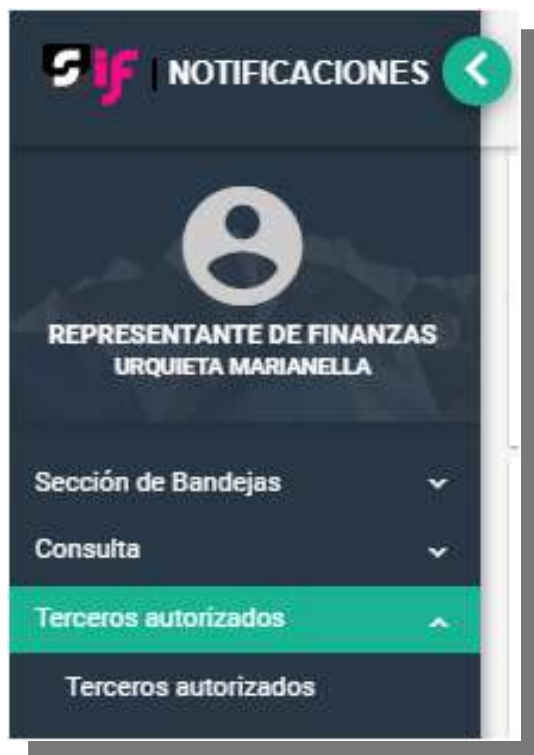 SIF | NOTIFICACIONES
REPRESENTANTE DE FINANZAS
URQUIETA MARIANELLA
Sección de Bandejas
Consulta
Terceros autorizados
Terceros autorizados